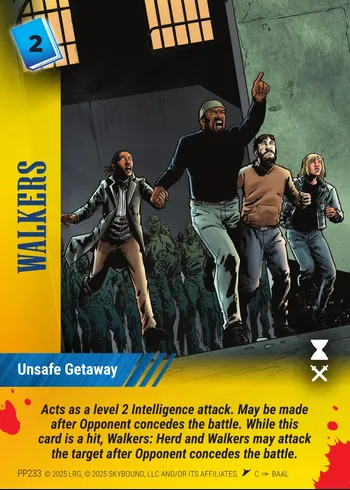 2
WALKERS
Unsafe Getaway
Acts as a level 2 Intelligence attack. May be made
after Opponent concedes the battle. While this
card is a hit, Walkers: Herd and Walkers may attack
the target after Opponent concedes the battle.
PP233 © 2025 LRG, © 2025 SKYBOUND, LLC AND/OR ITS AFFILIATES. C BAAL